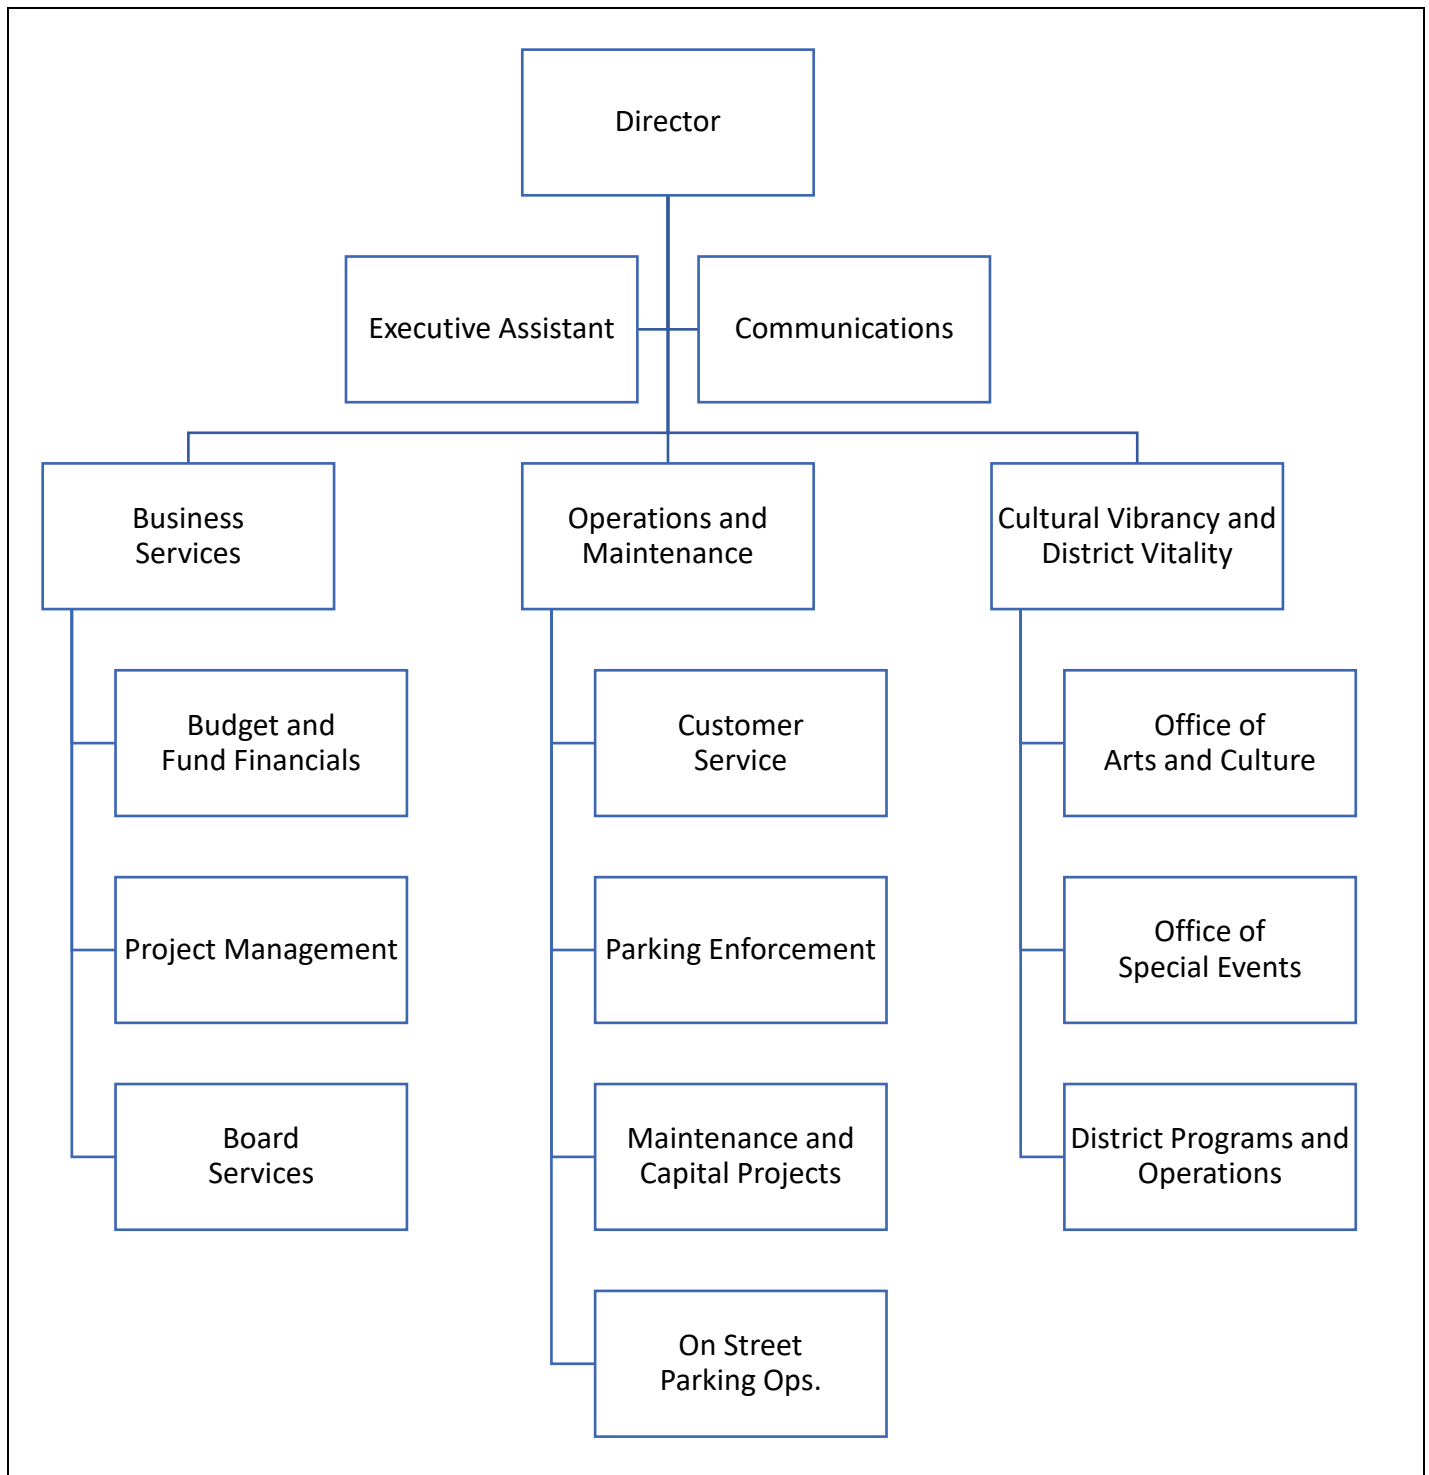 Director
Executive Assistant
Communications
Business
Services
Operations and
Maintenance
Cultural Vibrancy and
District Vitality
Budget and
Fund Financials
Customer
Service
Office of
Arts and Culture
Project Management
Parking Enforcement
Office of
Special Events
Board
Services
Maintenance and
Capital Projects
District Programs and
Operations
On Street
Parking Ops.